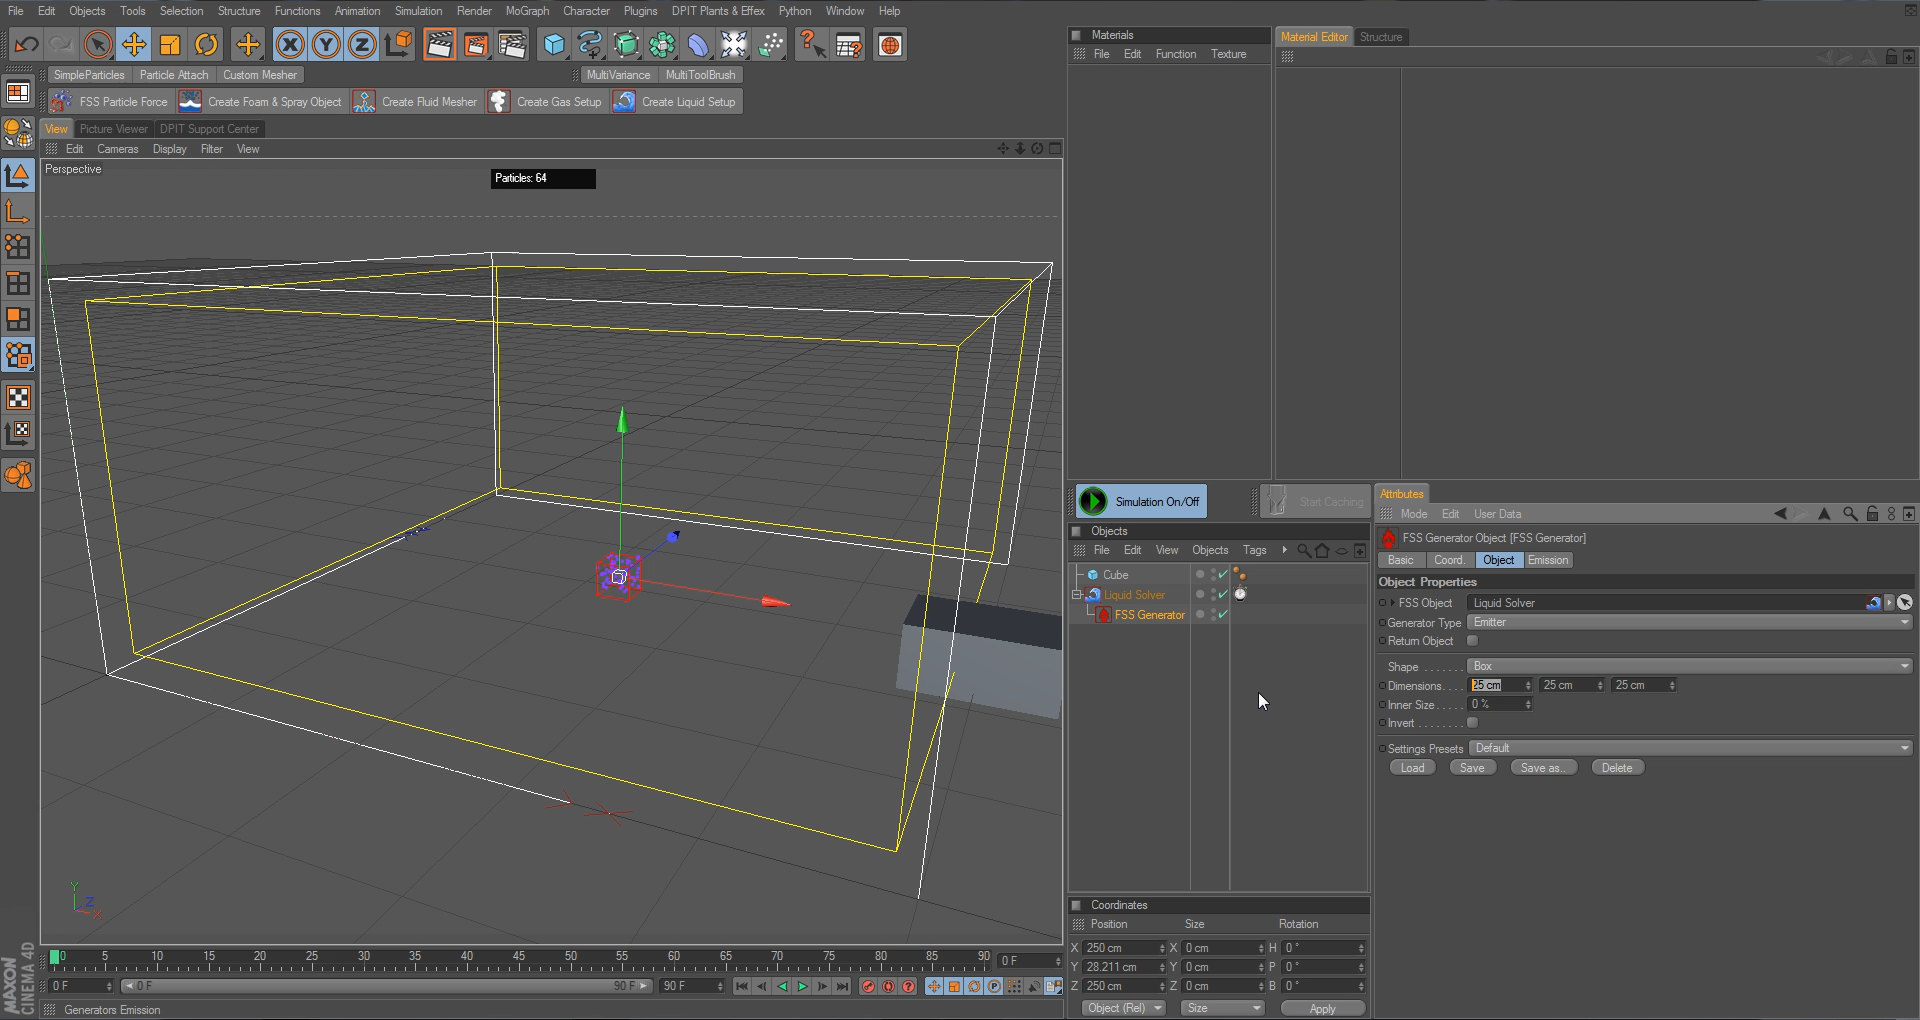 File Edit Objects Tools Selection Structure Functions Animation Simulation Render MoGraph Character Plugins DPIT Plants & Effex Python Window Help
SimpleParticles Particle Attach Custom Mesher MultiVariance MultiToolBrush
FSS Particle Force Create Foam & Spray Object Create Fluid Mesher Create Gas Setup Create Liquid Setup
View Picture Viewer DPIT Support Center
Edit Cameras Display Filter View
Perspective
Particles: 64
Y
Z
X
0 5 10 15 20 25 30 35 40 45 50 55 60 65 70 75 80 85 90 0 F
0 F 0 F 90 F 90 F
Generators Emission
MAXON
CINEMA 4D
Materials
File Edit Function Texture
Material Editor Structure
Simulation On/Off Start Caching
Objects
File Edit View Objects Tags
Cube
Liquid Solver
FSS Generator
Coordinates
Position Size Rotation
X 250 cm X 0 cm H 0 °
Y 28.211 cm Y 0 cm P 0 °
Z 250 cm Z 0 cm B 0 °
Object (Rel) Size Apply
Attributes
Mode Edit User Data
FSS Generator Object [FSS Generator]
Basic Coord. Object Emission
Object Properties
FSS Object Liquid Solver
Generator Type Emitter
Return Object
Shape ....... Box
Dimensions.... 25 cm 25 cm 25 cm
Inner Size..... 0 %
Invert ........
Settings Presets Default
Load Save Save as.. Delete